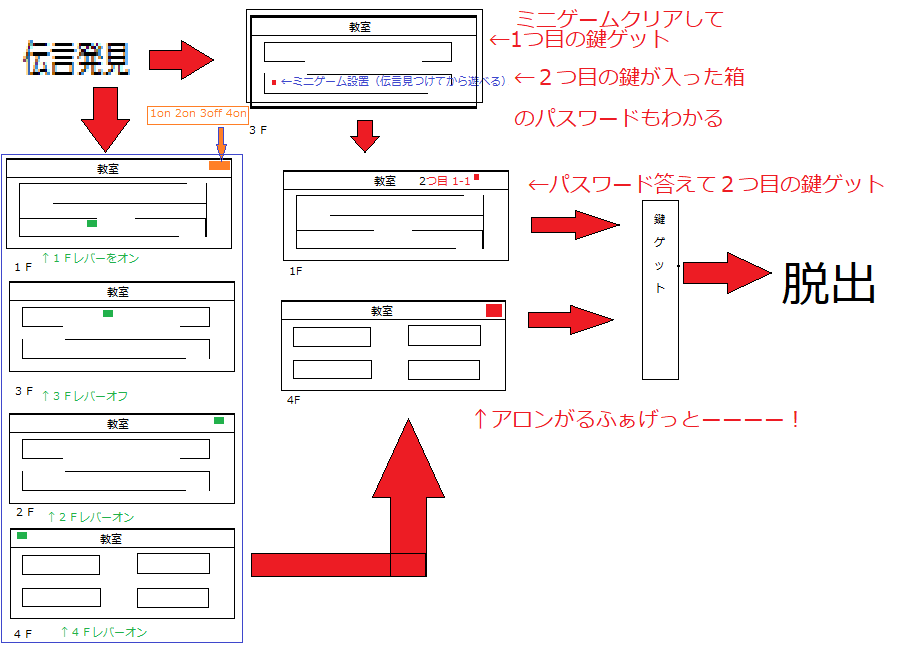 伝言発見
教室
←ミニゲーム設置（伝言見つけてから遊べる）
3Ｆ
ミニゲームクリアして
←1つ目の鍵ゲット
←２つ目の鍵が入った箱
のパスワードもわかる
1on 2on 3off 4on
教室
1Ｆ
↑１Ｆレバーをオン
教室
3Ｆ
↑３Ｆレバーオフ
教室
2Ｆ
↑２Ｆレバーオン
教室
4Ｆ
↑４Ｆレバーオン
教室 2つ目 1-1
1F
←パスワード答えて２つ目の鍵ゲット
教室
4F
↑アロンがるふぁげっとーーーー！
鍵ゲット
脱出